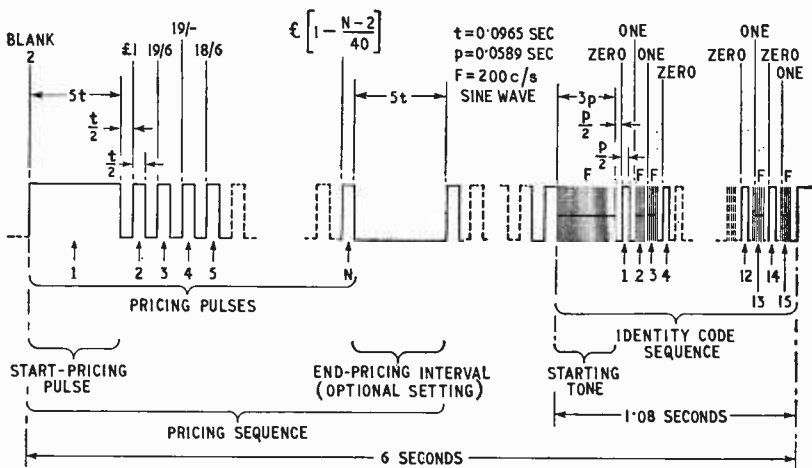 BLANK
2
£1
19/6
19/-
18/6
£ [1 - N-2/40]
t = 0·0965 SEC
p = 0·0589 SEC
F = 200 c/s
SINE WAVE
ZERO
ONE
ONE
ZERO
ZERO
ONE
ZERO
ONE
5t
t/2
t/2
5t
3p
p/2
p/2
F
F
F
F
F
1
2
3
4
5
N
1
2
3
4
12
13
14
15
PRICING PULSES
IDENTITY CODE
SEQUENCE
START-PRICING
PULSE
END-PRICING INTERVAL
(OPTIONAL SETTING)
STARTING
TONE
1·08 SECONDS
PRICING SEQUENCE
6 SECONDS